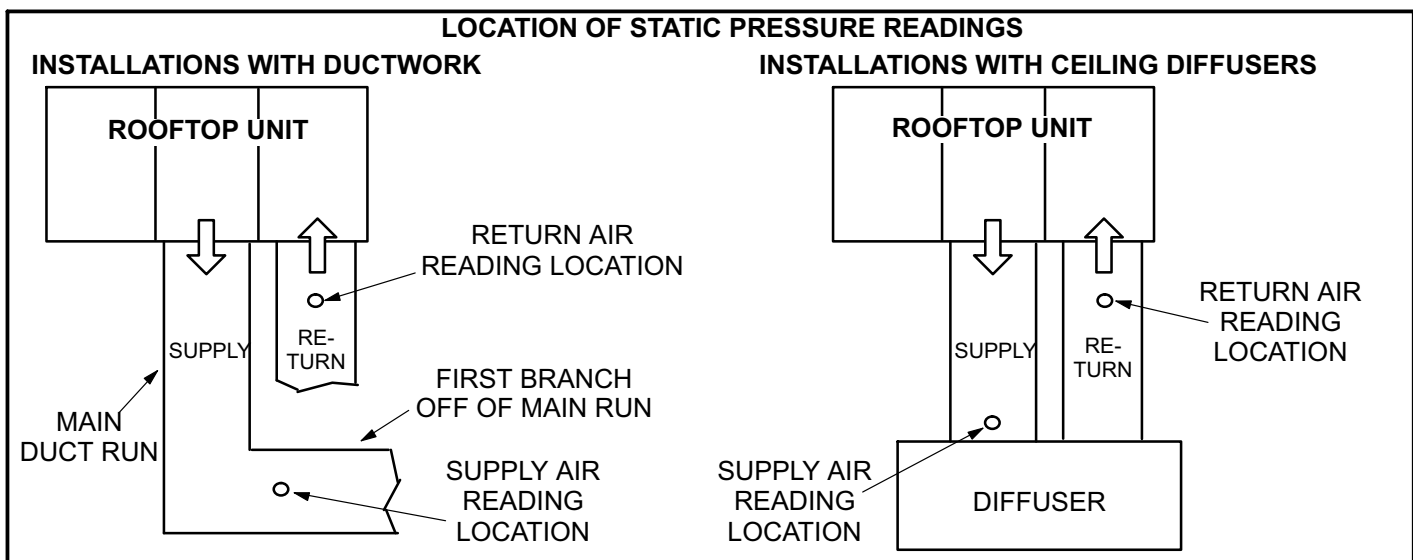 LOCATION OF STATIC PRESSURE READINGS
INSTALLATIONS WITH DUCTWORK
ROOFTOP UNIT
RETURN AIR
READING LOCATION
SUPPLY
RE-
TURN
MAIN
DUCT RUN
FIRST BRANCH
OFF OF MAIN RUN
SUPPLY AIR
READING
LOCATION
INSTALLATIONS WITH CEILING DIFFUSERS
ROOFTOP UNIT
RETURN AIR
READING
LOCATION
SUPPLY
RE-
TURN
SUPPLY AIR
READING
LOCATION
DIFFUSER